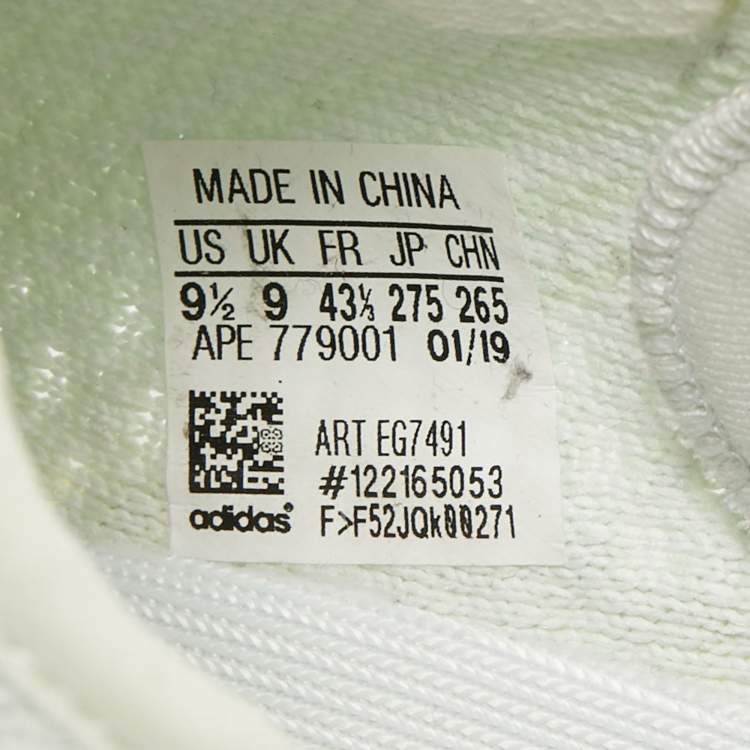 MADE IN CHINA
US UK FR JP CHN
9½ 9 43⅓ 275 265
APE 779001 01/19
ART EG7491
#122165053
adidas
F>F52JQk00271